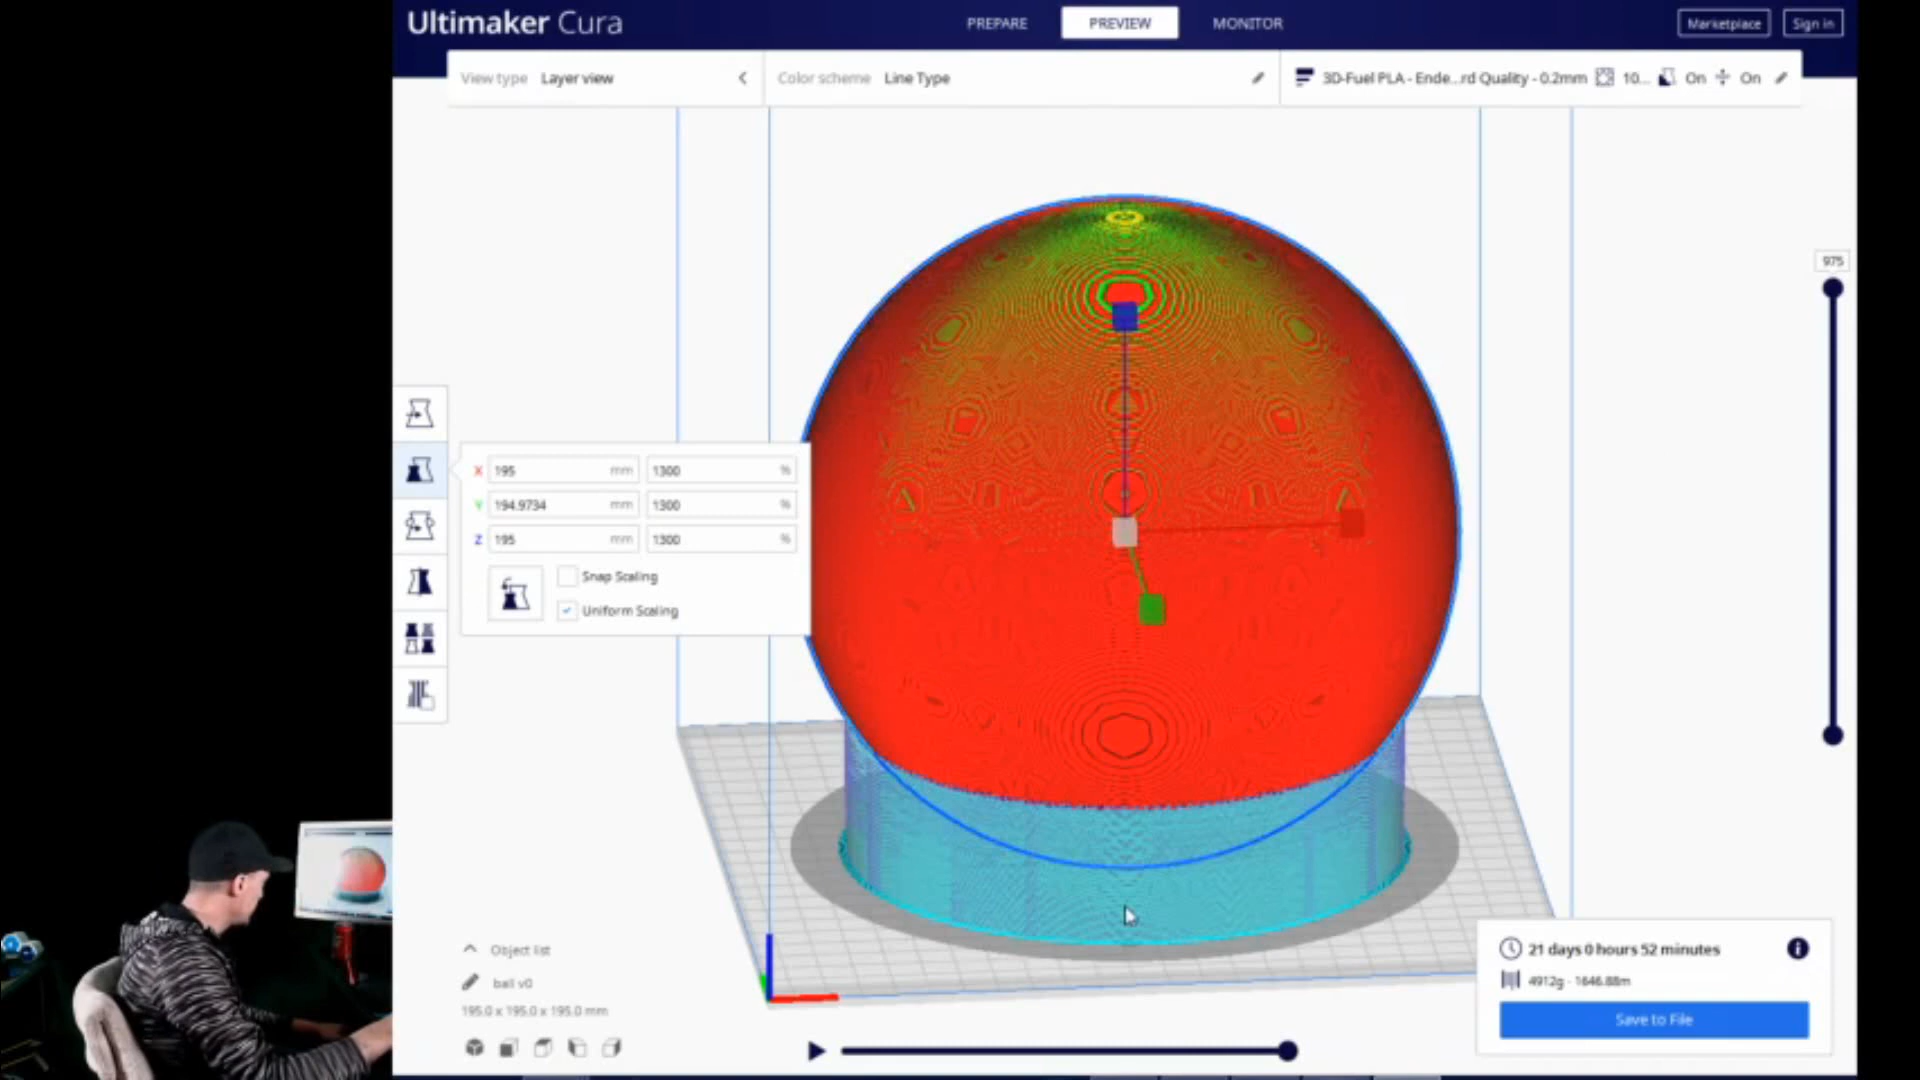 Ultimaker Cura
PREPARE PREVIEW MONITOR
Marketplace Sign in
View type Layer view
Color scheme Line Type
3D-Fuel PLA - Ende...rd Quality - 0.2mm 10... On On
975
X 195 mm 1300 %
Y 194.9734 mm 1300 %
Z 195 mm 1300 %
Snap Scaling
Uniform Scaling
Object list
ball v0
195.0 x 195.0 x 195.0 mm
21 days 0 hours 52 minutes
4912g · 1646.88m
Save to File